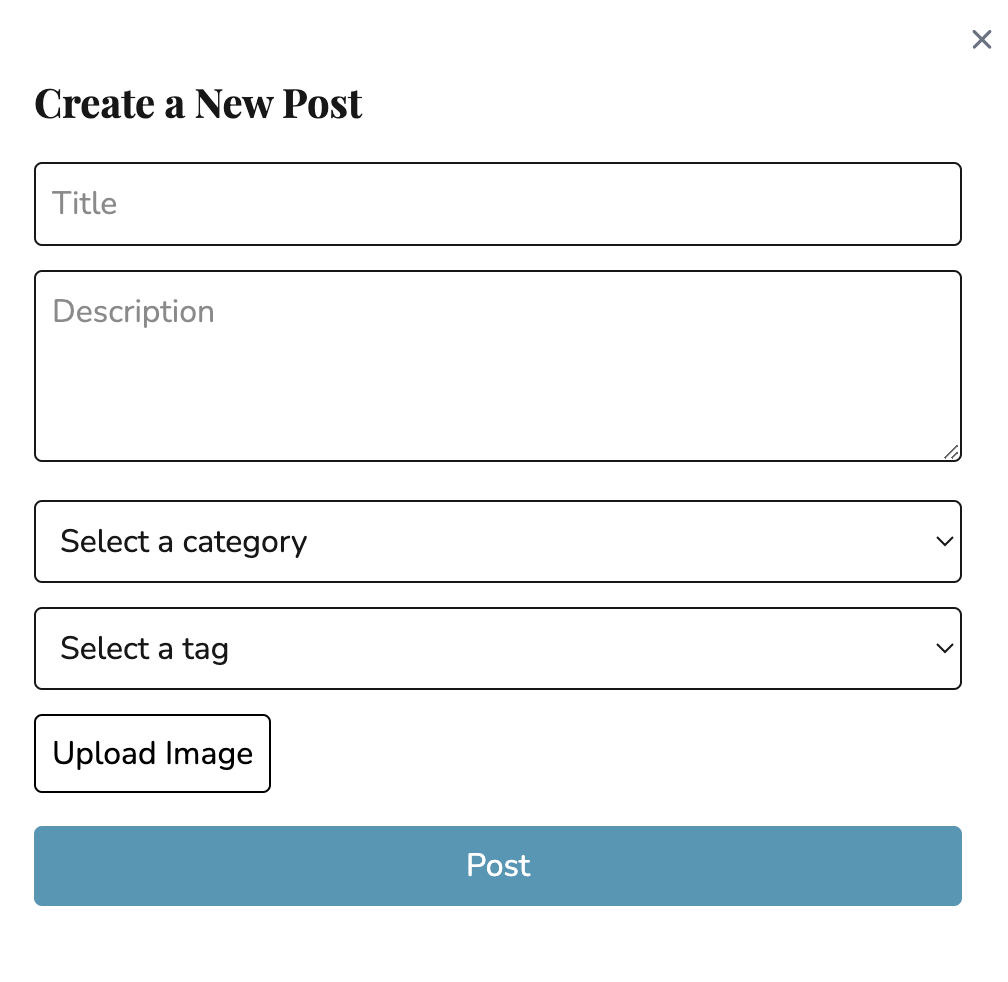 Create a New Post
Title
Description
Select a category
Select a tag
Upload Image
Post